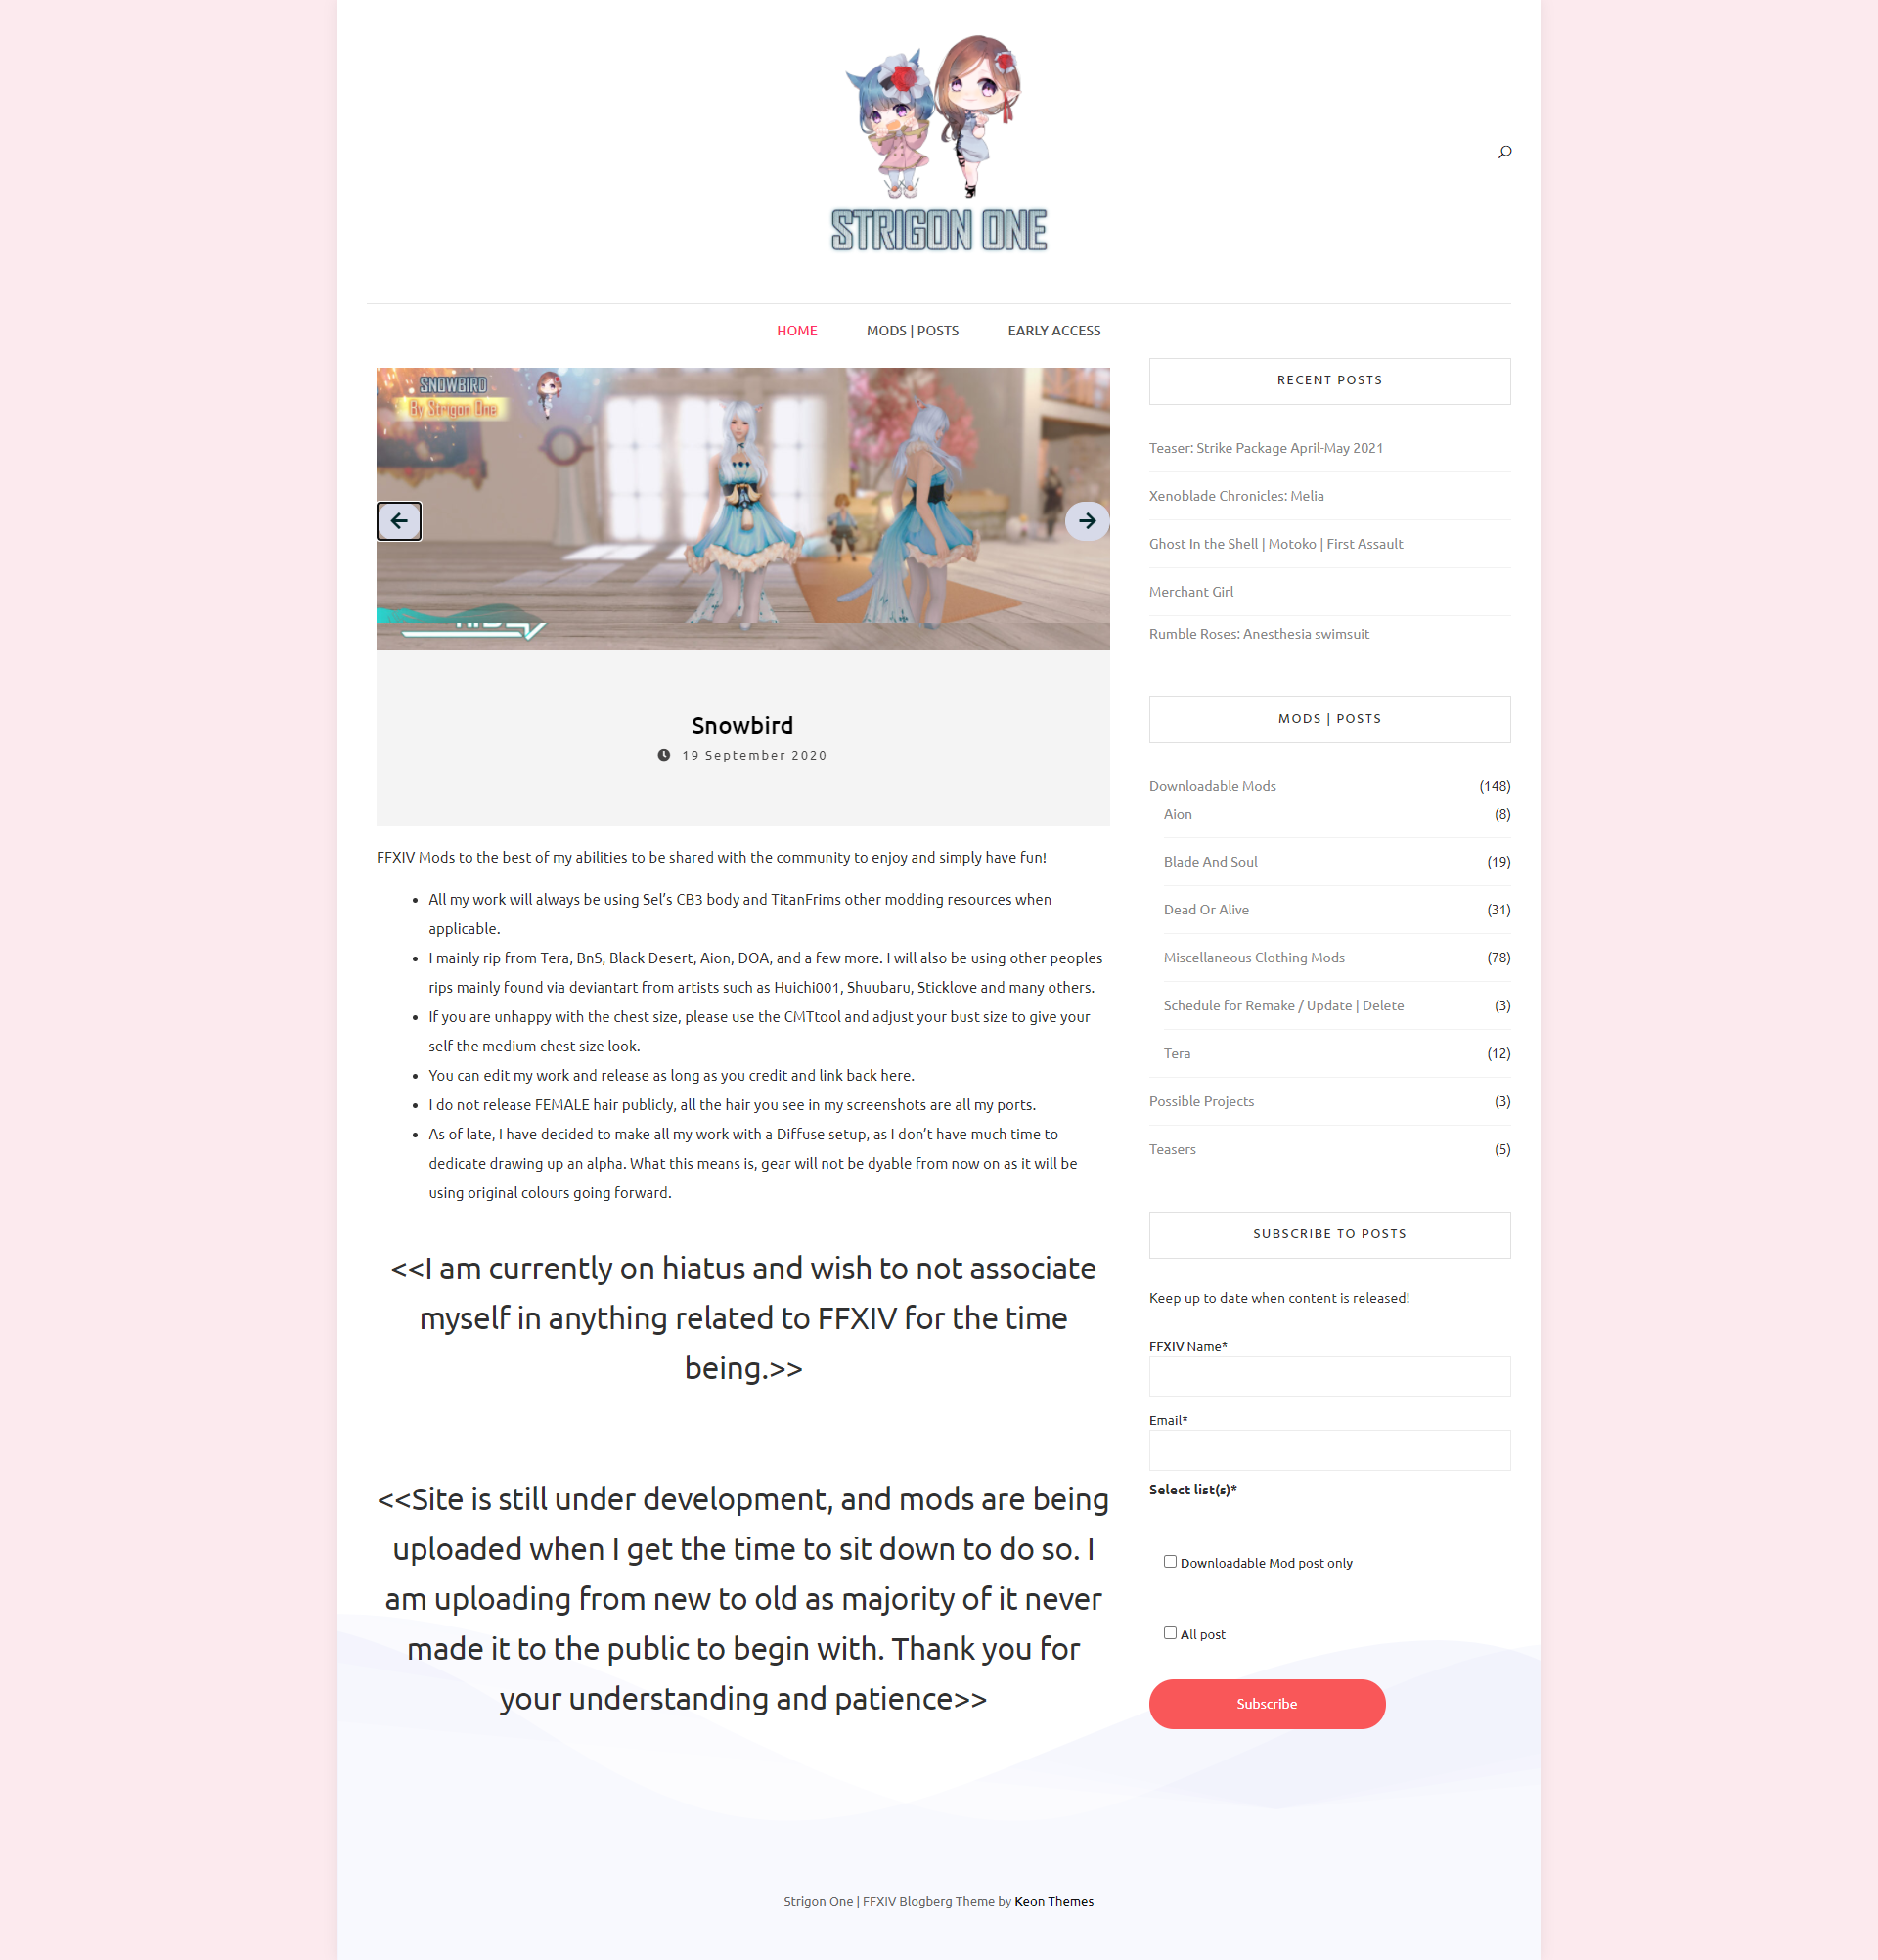 STRIGON ONE
HOME
MODS | POSTS
EARLY ACCESS
SNOWBIRD
By Strigon One
Snowbird
19 September 2020
FFXIV Mods to the best of my abilities to be shared with the community to enjoy and simply have fun!
All my work will always be using Sel’s CB3 body and TitanFrims other modding resources when
applicable.
I mainly rip from Tera, BnS, Black Desert, Aion, DOA, and a few more. I will also be using other peoples
rips mainly found via deviantart from artists such as Huichi001, Shuubaru, Sticklove and many others.
If you are unhappy with the chest size, please use the CMTtool and adjust your bust size to give your
self the medium chest size look.
You can edit my work and release as long as you credit and link back here.
I do not release FEMALE hair publicly, all the hair you see in my screenshots are all my ports.
As of late, I have decided to make all my work with a Diffuse setup, as I don’t have much time to
dedicate drawing up an alpha. What this means is, gear will not be dyable from now on as it will be
using original colours going forward.
<<I am currently on hiatus and wish to not associate
myself in anything related to FFXIV for the time
being.>>
<<Site is still under development, and mods are being
uploaded when I get the time to sit down to do so. I
am uploading from new to old as majority of it never
made it to the public to begin with. Thank you for
your understanding and patience>>
RECENT POSTS
Teaser: Strike Package April-May 2021
Xenoblade Chronicles: Melia
Ghost In the Shell | Motoko | First Assault
Merchant Girl
Rumble Roses: Anesthesia swimsuit
MODS | POSTS
Downloadable Mods (148)
Aion (8)
Blade And Soul (19)
Dead Or Alive (31)
Miscellaneous Clothing Mods (78)
Schedule for Remake / Update | Delete (3)
Tera (12)
Possible Projects (3)
Teasers (5)
SUBSCRIBE TO POSTS
Keep up to date when content is released!
FFXIV Name*
Email*
Select list(s)*
Downloadable Mod post only
All post
Subscribe
Strigon One | FFXIV Blogberg Theme by Keon Themes